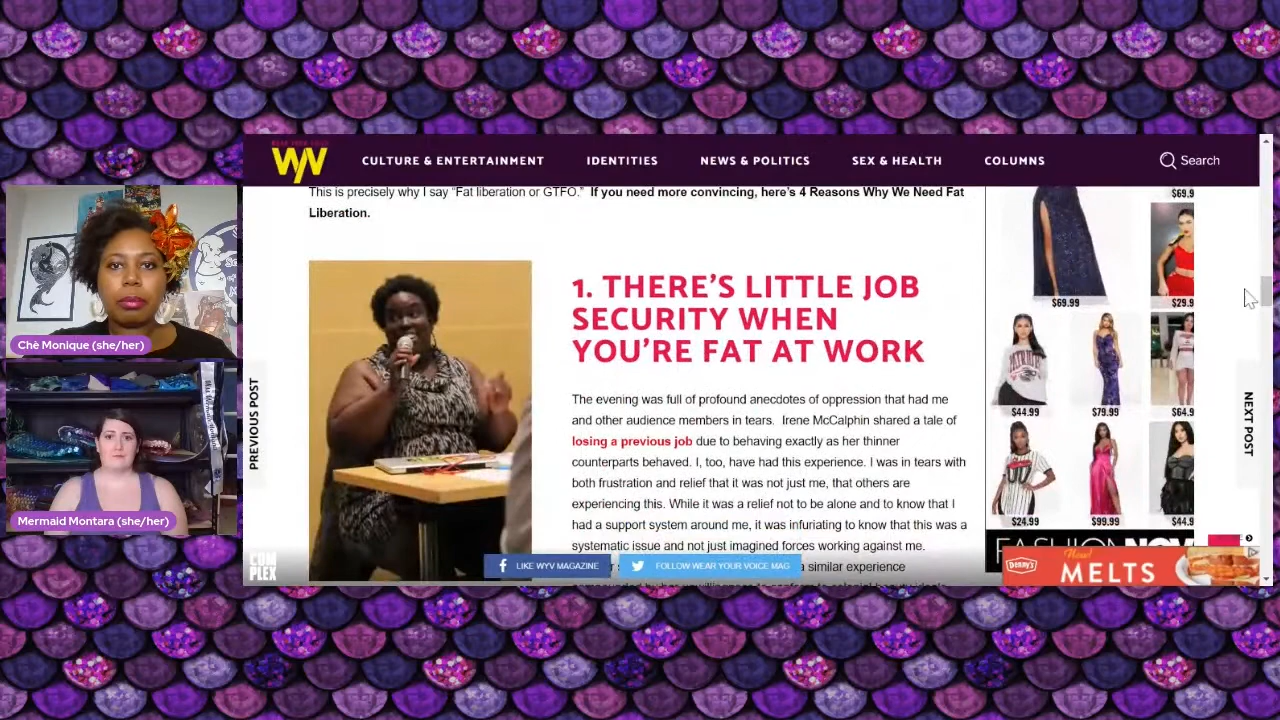 WYV
CULTURE & ENTERTAINMENT
IDENTITIES
NEWS & POLITICS
SEX & HEALTH
COLUMNS
Search
This is precisely why I say “Fat liberation or GTFO.” If you need more convincing, here’s 4 Reasons Why We Need Fat
Liberation.
1. THERE’S LITTLE JOB
SECURITY WHEN
YOU’RE FAT AT WORK
The evening was full of profound anecdotes of oppression that had me
and other audience members in tears. Irene McCalphin shared a tale of
losing a previous job due to behaving exactly as her thinner
counterparts behaved. I, too, have had this experience. I was in tears with
both frustration and relief that it was not just me, that others are
experiencing this. While it was a relief not to be alone and to know that I
had a support system around me, it was infuriating to know that this was a
systematic issue and not just imagined forces working against me.
a similar experience
PREVIOUS POST
NEXT POST
Chè Monique (she/her)
Mermaid Montara (she/her)
$69.9
$69.99
$29.9
$44.99
$79.99
$64.9
$24.99
$99.99
$44.9
FASHION NOV
COM
PLEX
LIKE WYV MAGAZINE
FOLLOW WEAR YOUR VOICE MAG
Denny's
New!
MELTS